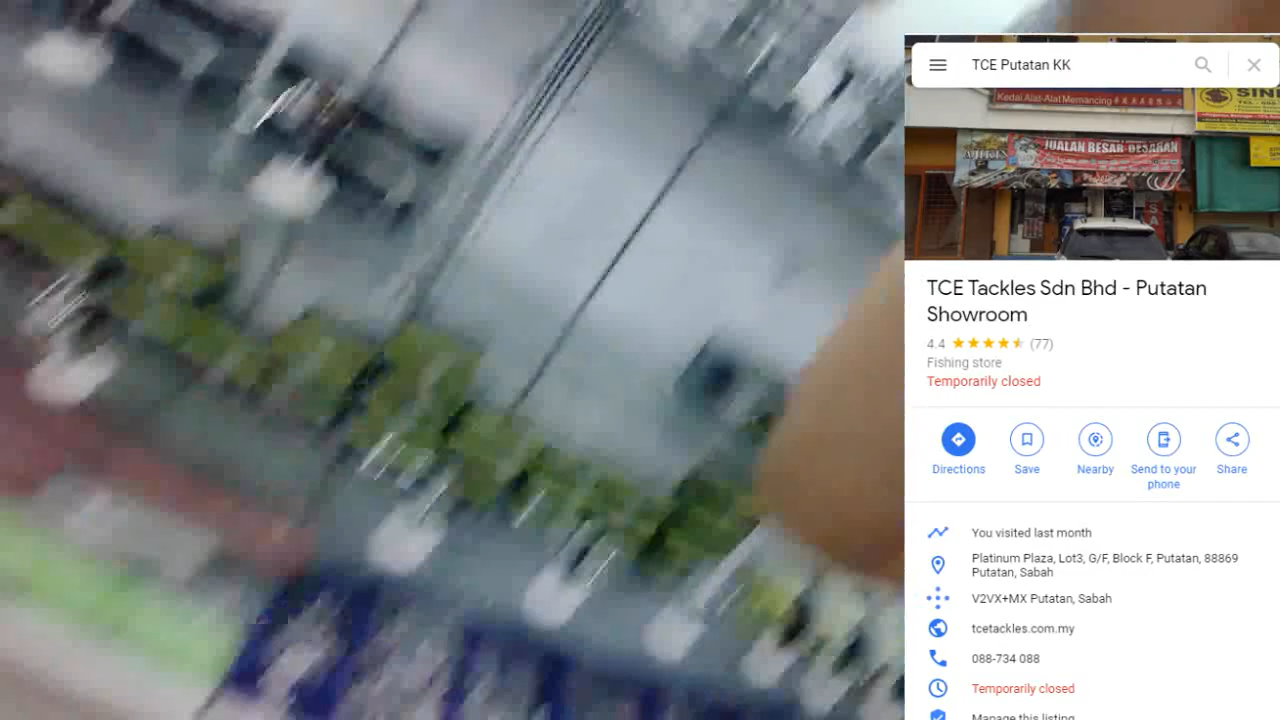 TCE Putatan KK
Kedai Alat-Alat Memancing
JUALAN BESAR-BESARAN
TCE Tackles Sdn Bhd - Putatan
Showroom
4.4 (77)
Fishing store
Temporarily closed
Directions
Save
Nearby
Send to your
phone
Share
You visited last month
Platinum Plaza, Lot3, G/F, Block F, Putatan, 88869
Putatan, Sabah
V2VX+MX Putatan, Sabah
tcetackles.com.my
088-734 088
Temporarily closed
Manage this listing